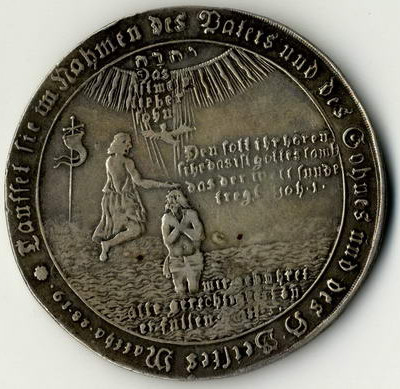 Tauffet sie im Nahmen des Vaters und des Sohnes und des H. Geistes Matth. 28.19.
יהוה
Das
ist mein
lieber
sohn
Den solt ihr hören
sihe das ist gottes lamb
das der welt sunde
tregt Joh.1.
alle gerechtigkeit zu
erfüllen